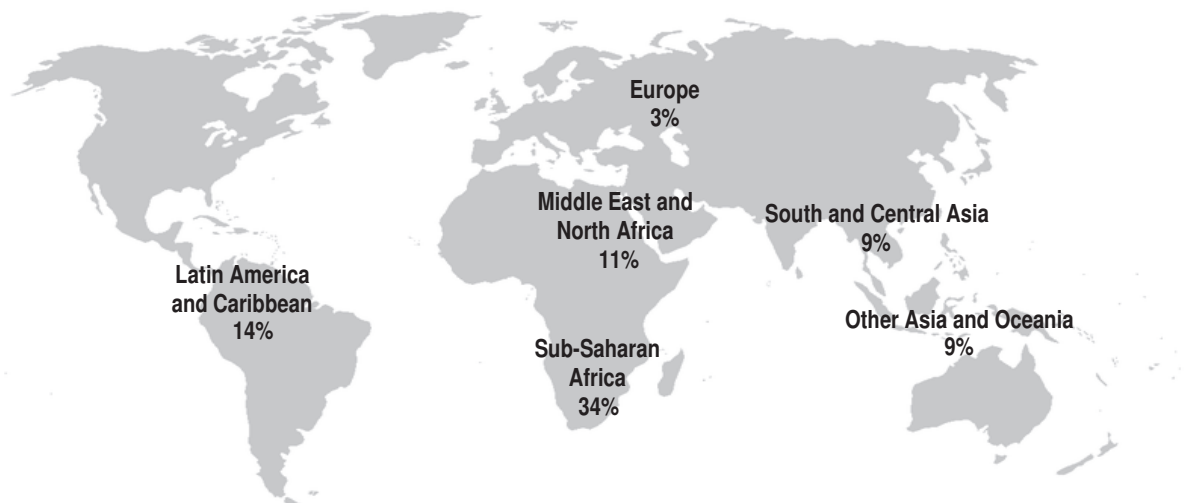 Europe
3%
Middle East and
North Africa
11%
South and Central Asia
9%
Latin America
and Caribbean
14%
Other Asia and Oceania
9%
Sub-Saharan
Africa
34%